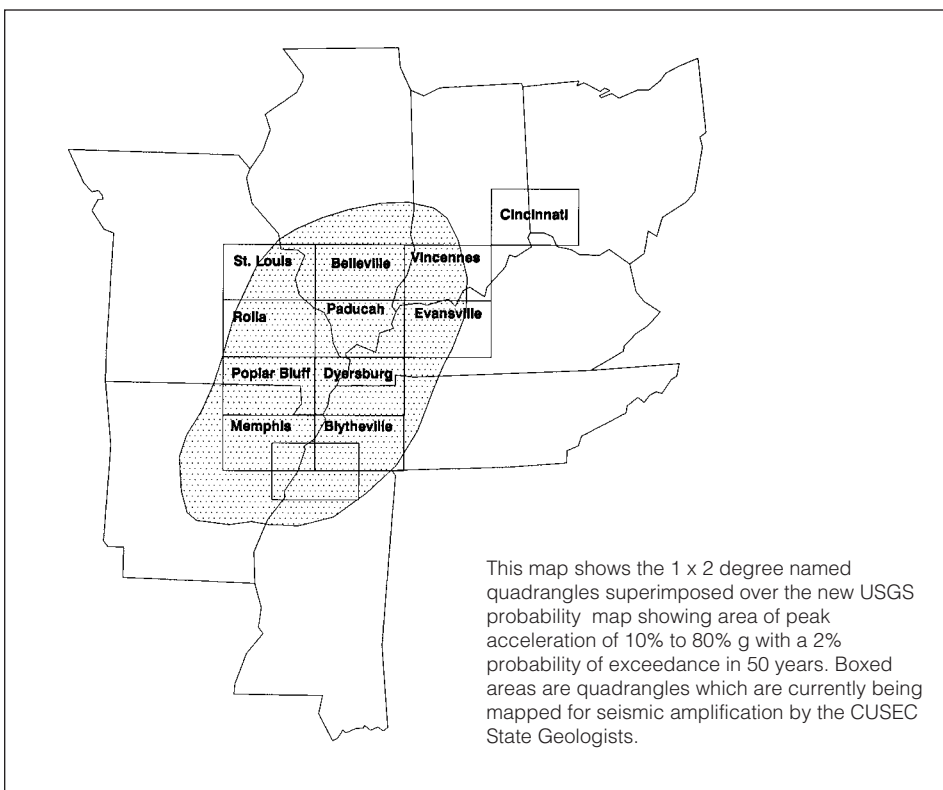 Cincinnati
St. Louis
Belleville
Vincennes
Rolla
Paducah
Evansville
Poplar Bluff
Dyersburg
Memphis
Blytheville
This map shows the 1 x 2 degree named
quadrangles superimposed over the new USGS
probability map showing area of peak
acceleration of 10% to 80% g with a 2%
probability of exceedance in 50 years. Boxed
areas are quadrangles which are currently being
mapped for seismic amplification by the CUSEC
State Geologists.